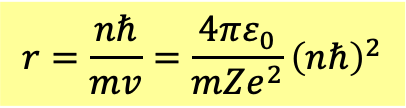 r = nħ/mv = 4πε₀/mZe² (nħ)²